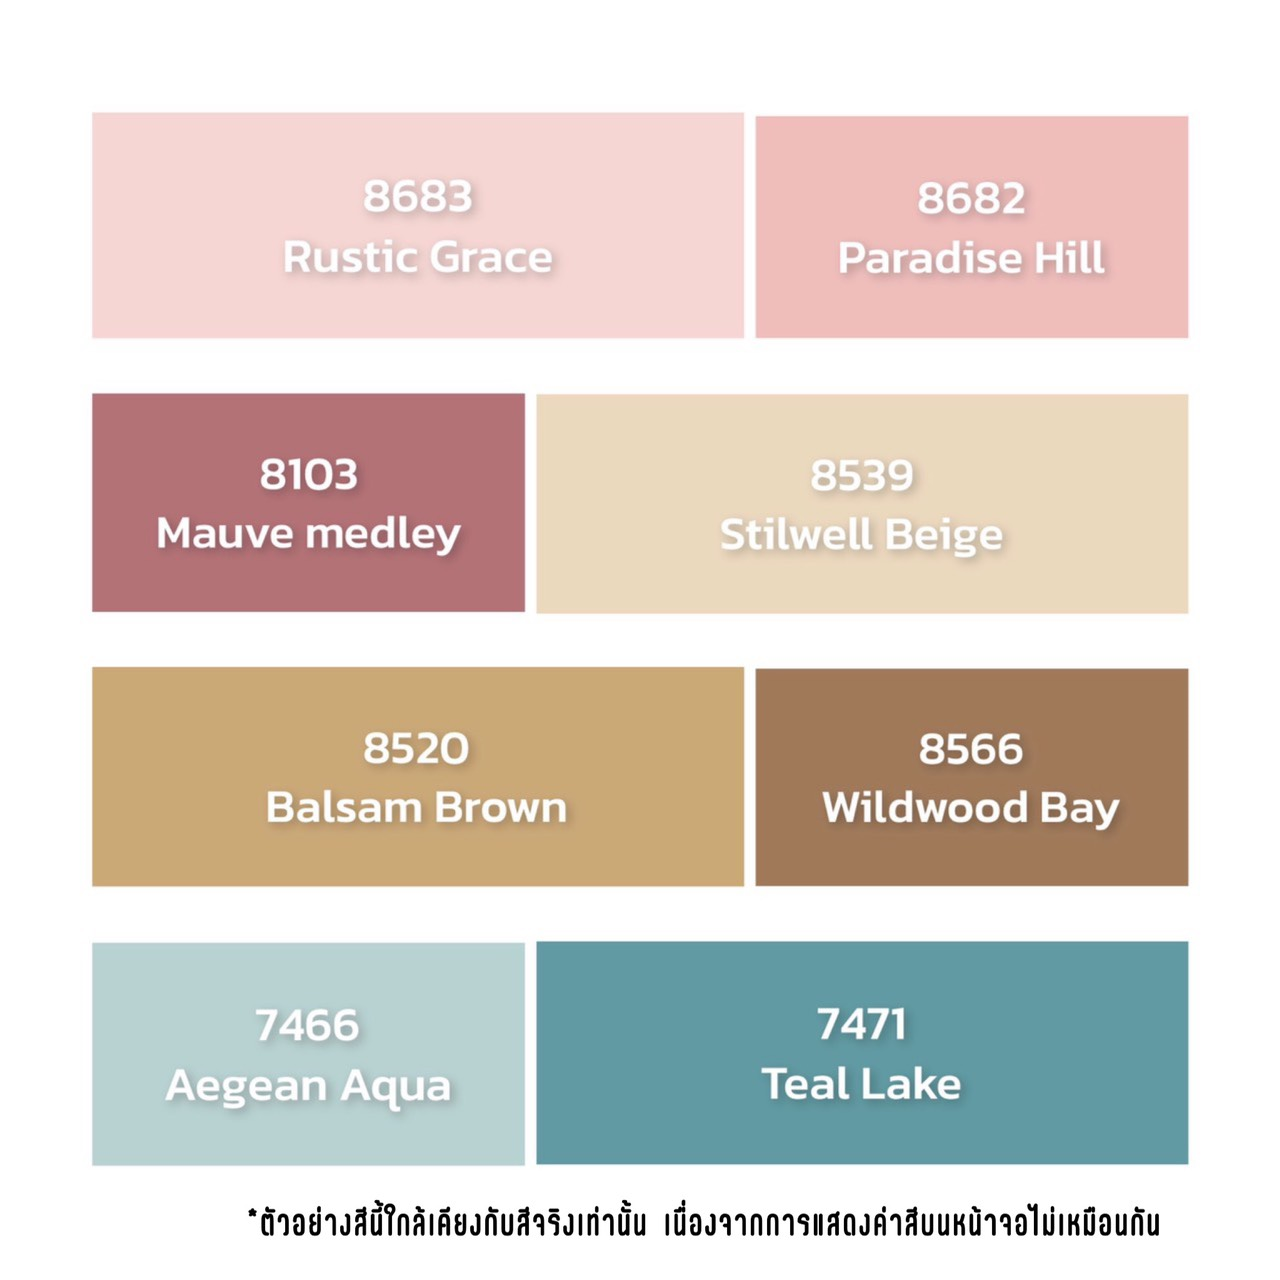 8683
Rustic Grace
8682
Paradise Hill
8103
Mauve medley
8539
Stilwell Beige
8520
Balsam Brown
8566
Wildwood Bay
7466
Aegean Aqua
7471
Teal Lake
*ตัวอย่างสีนี้ใกล้เคียงกับสีจริงเท่านั้น เนื่องจากการแสดงค่าสีบนหน้าจอไม่เหมือนกัน